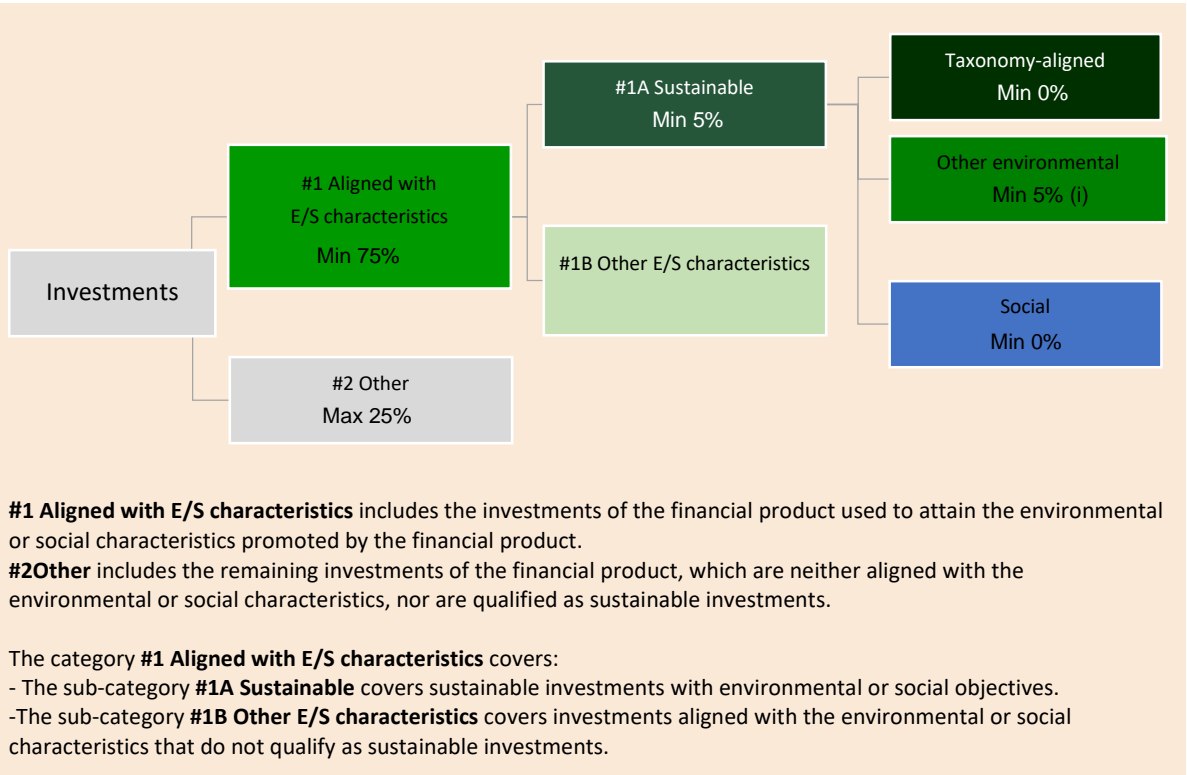 Taxonomy-aligned
Min 0%
#1A Sustainable
Min 5%
Other environmental
Min 5% (i)
#1 Aligned with
E/S characteristics
Min 75%
#1B Other E/S characteristics
Investments
Social
Min 0%
#2 Other
Max 25%
#1 Aligned with E/S characteristics includes the investments of the financial product used to attain the environmental
or social characteristics promoted by the financial product.
#2Other includes the remaining investments of the financial product, which are neither aligned with the
environmental or social characteristics, nor are qualified as sustainable investments.
The category #1 Aligned with E/S characteristics covers:
- The sub-category #1A Sustainable covers sustainable investments with environmental or social objectives.
-The sub-category #1B Other E/S characteristics covers investments aligned with the environmental or social
characteristics that do not qualify as sustainable investments.